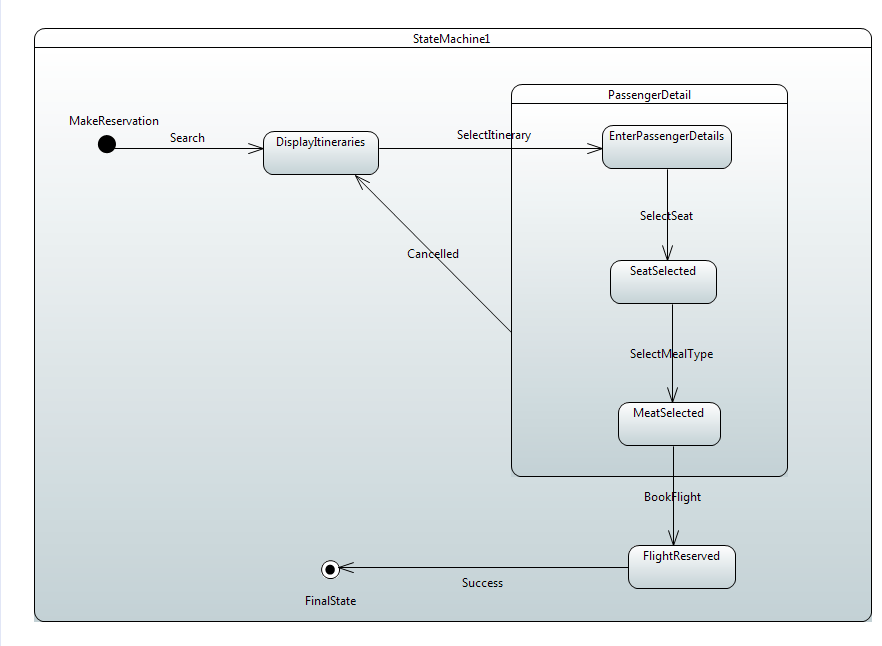 StateMachine1
PassengerDetail
MakeReservation
Search
DisplayItineraries
SelectItinerary
EnterPassengerDetails
SelectSeat
Cancelled
SeatSelected
SelectMealType
MeatSelected
BookFlight
FlightReserved
Success
FinalState